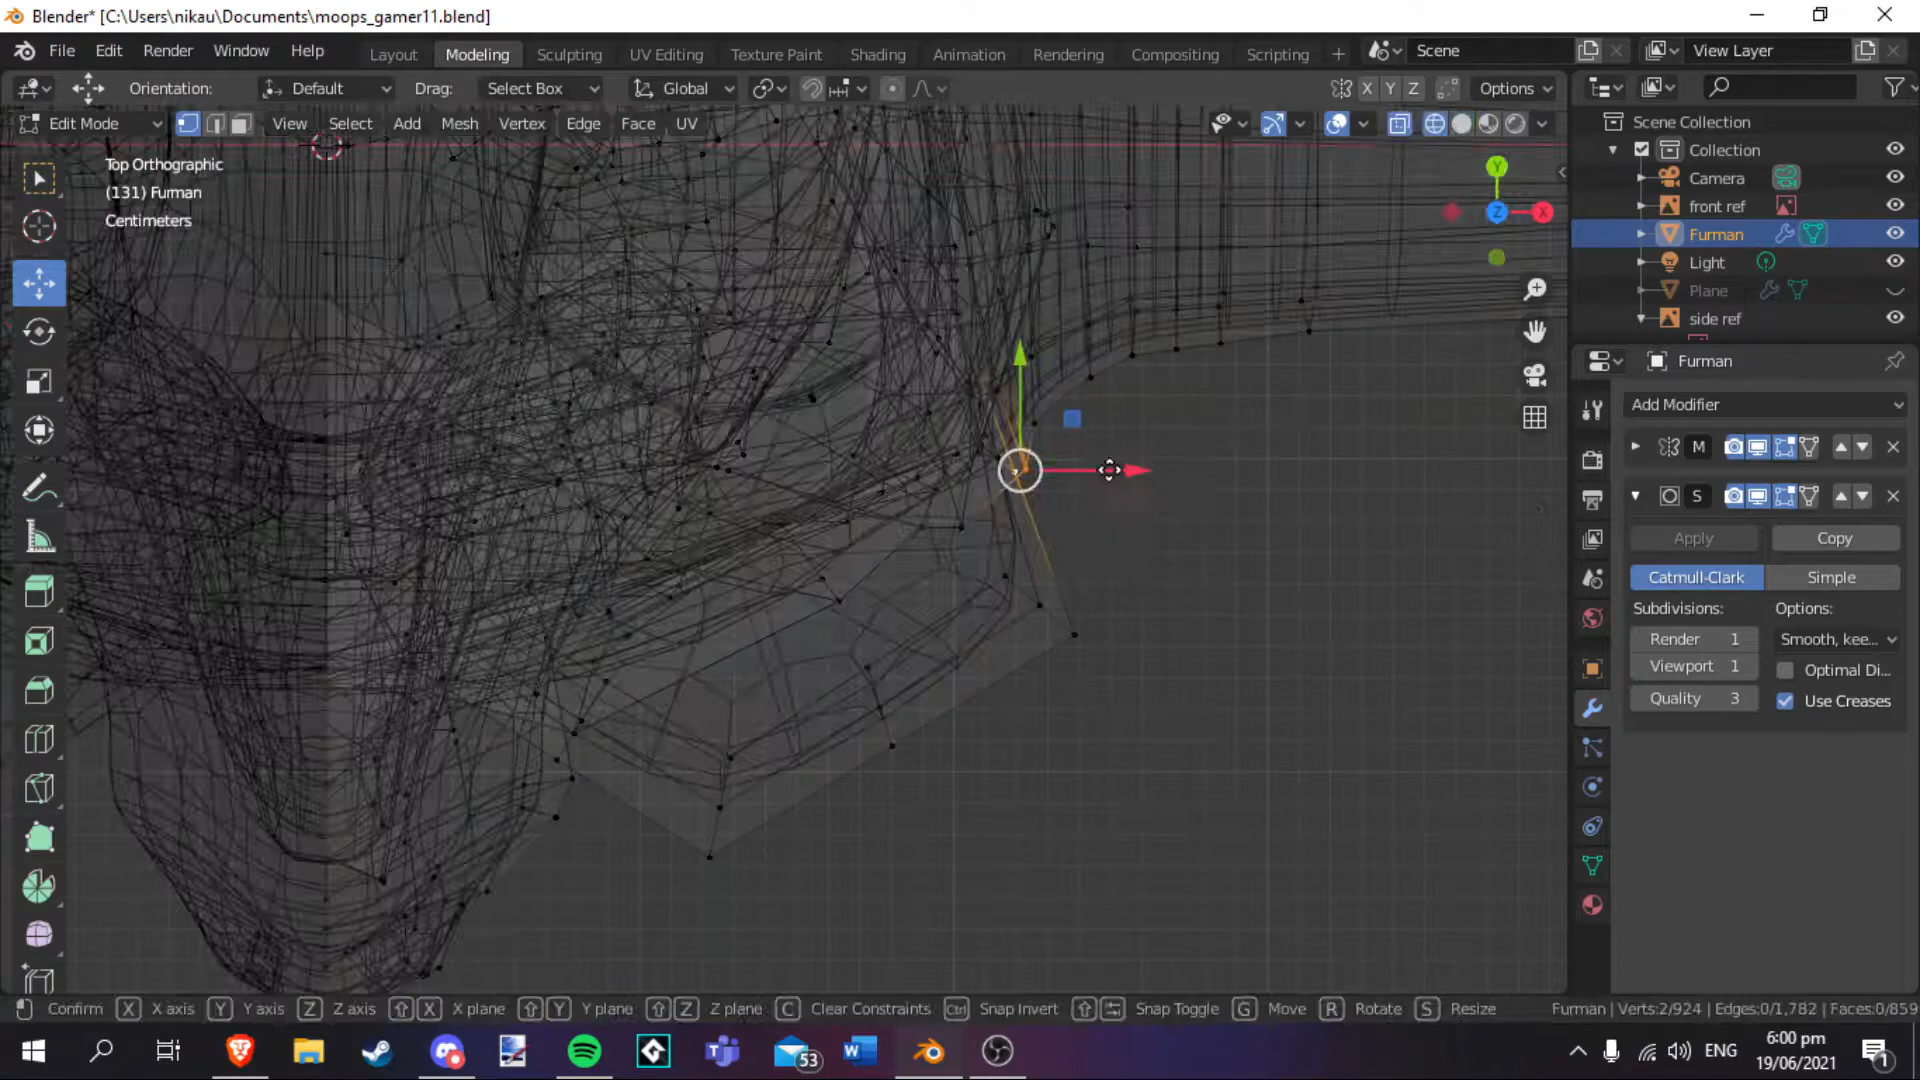 Blender* [C:\Users\nikau\Documents\moops_gamer11.blend]
File Edit Render Window Help
Layout Modeling Sculpting UV Editing Texture Paint Shading Animation Rendering Compositing Scripting +
Scene
View Layer
Orientation: Default Drag: Select Box Global
X Y Z Options
Edit Mode View Select Add Mesh Vertex Edge Face UV
Top Orthographic
(131) Furman
Centimeters
Y
Z
X
Scene Collection
Collection
Camera
front ref
Furman
Light
Plane
side ref
Furman
Add Modifier
M
S
Apply Copy
Catmull-Clark Simple
Subdivisions: Options:
Render 1 Smooth, kee...
Viewport 1 Optimal Di...
Quality 3 Use Creases
Confirm X X axis Y Y axis Z Z axis X X plane Y Y plane Z Z plane C Clear Constraints Ctrl Snap Invert Snap Toggle G Move R Rotate S Resize
Furman | Verts:2/924 | Edges:0/1,782 | Faces:0/859
53
W
ENG
6:00 pm
19/06/2021
1